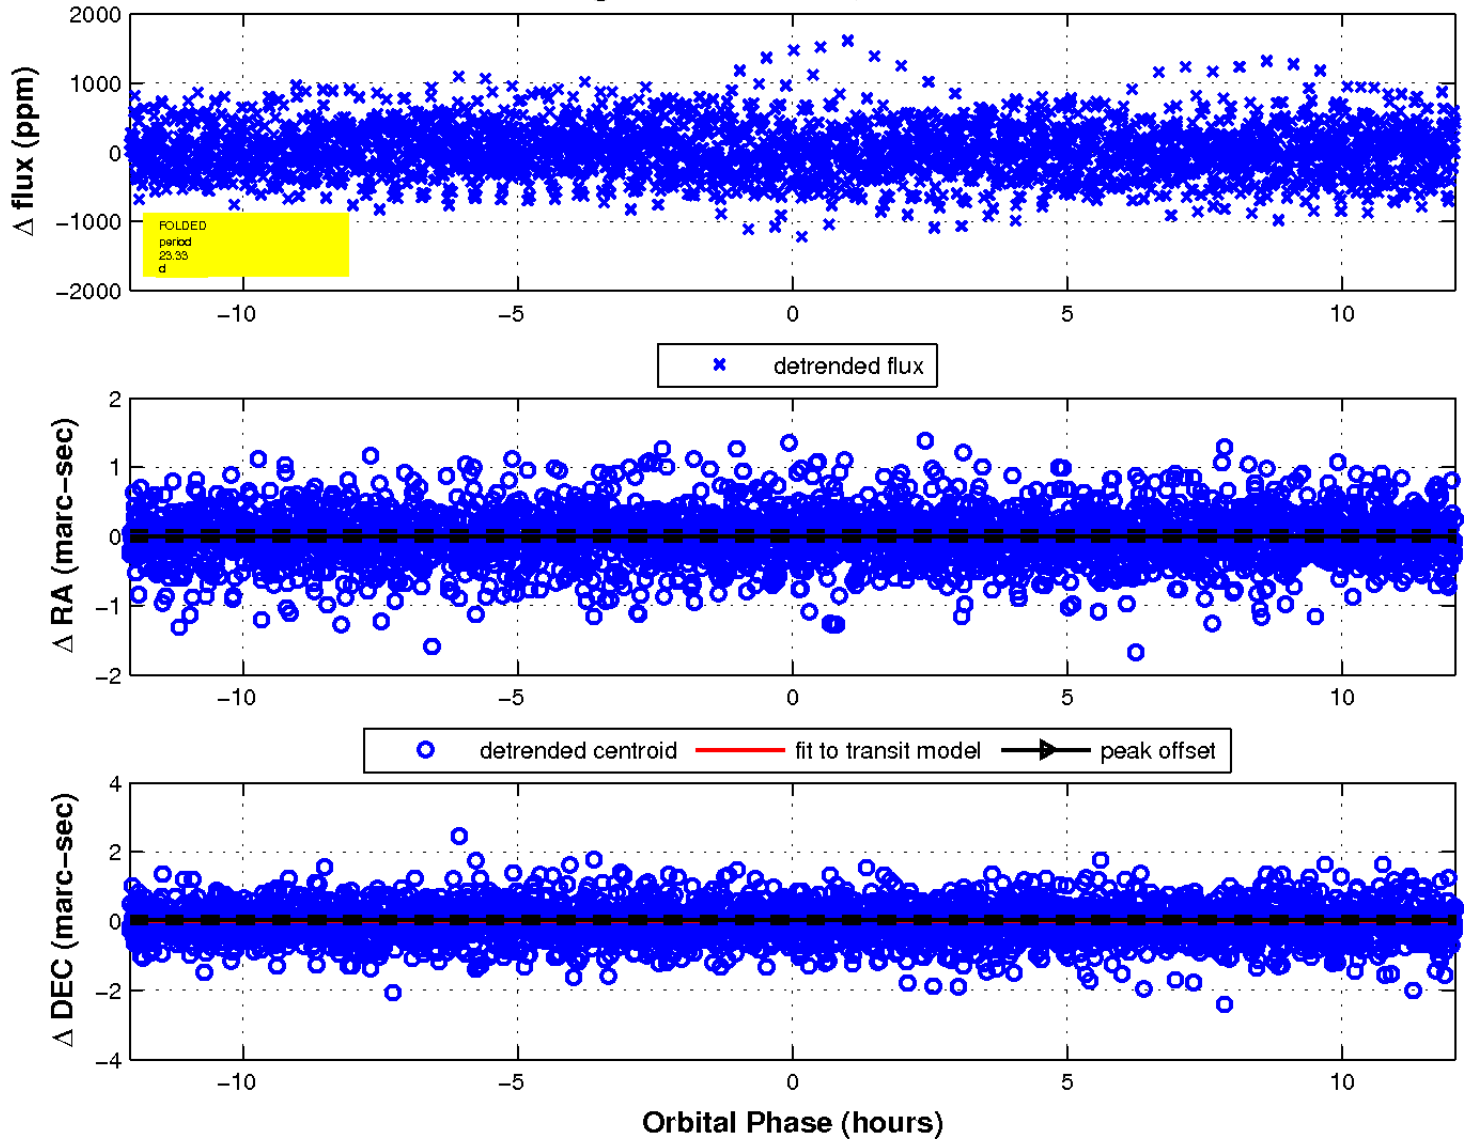 2000
1000
0
−1000
−2000
Δ flux (ppm)
FOLDED
period
23.33
d
−10 −5 0 5 10
detrended flux
2
1
0
−1
−2
Δ RA (marc−sec)
−10 −5 0 5 10
detrended centroid fit to transit model peak offset
4
2
0
−2
−4
Δ DEC (marc−sec)
−10 −5 0 5 10
Orbital Phase (hours)